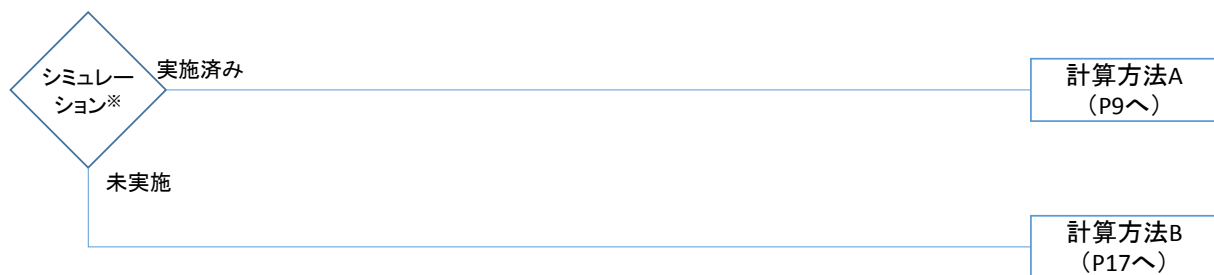 シミュレー
ション※
実施済み
計算方法A
（P9へ）
未実施
計算方法B
（P17へ）